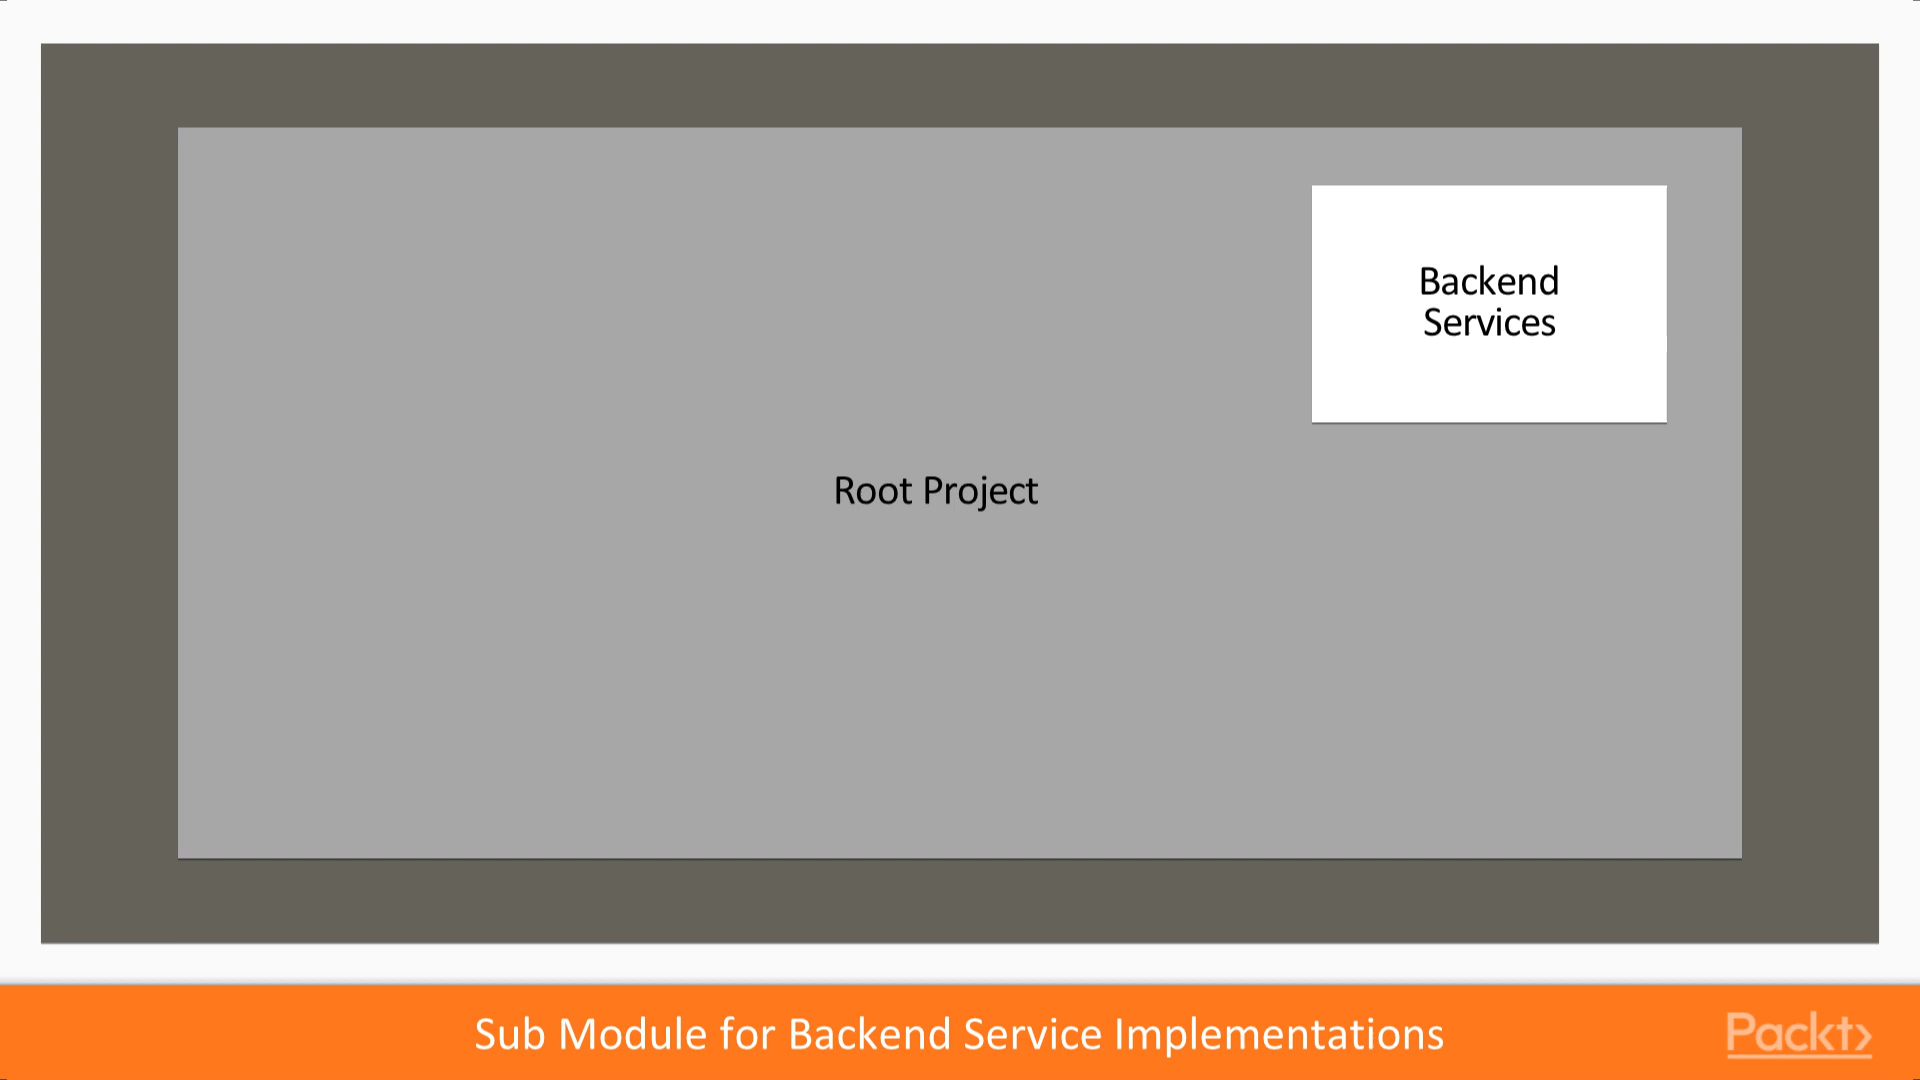 Backend
Services
Root Project
Sub Module for Backend Service Implementations
Packt>